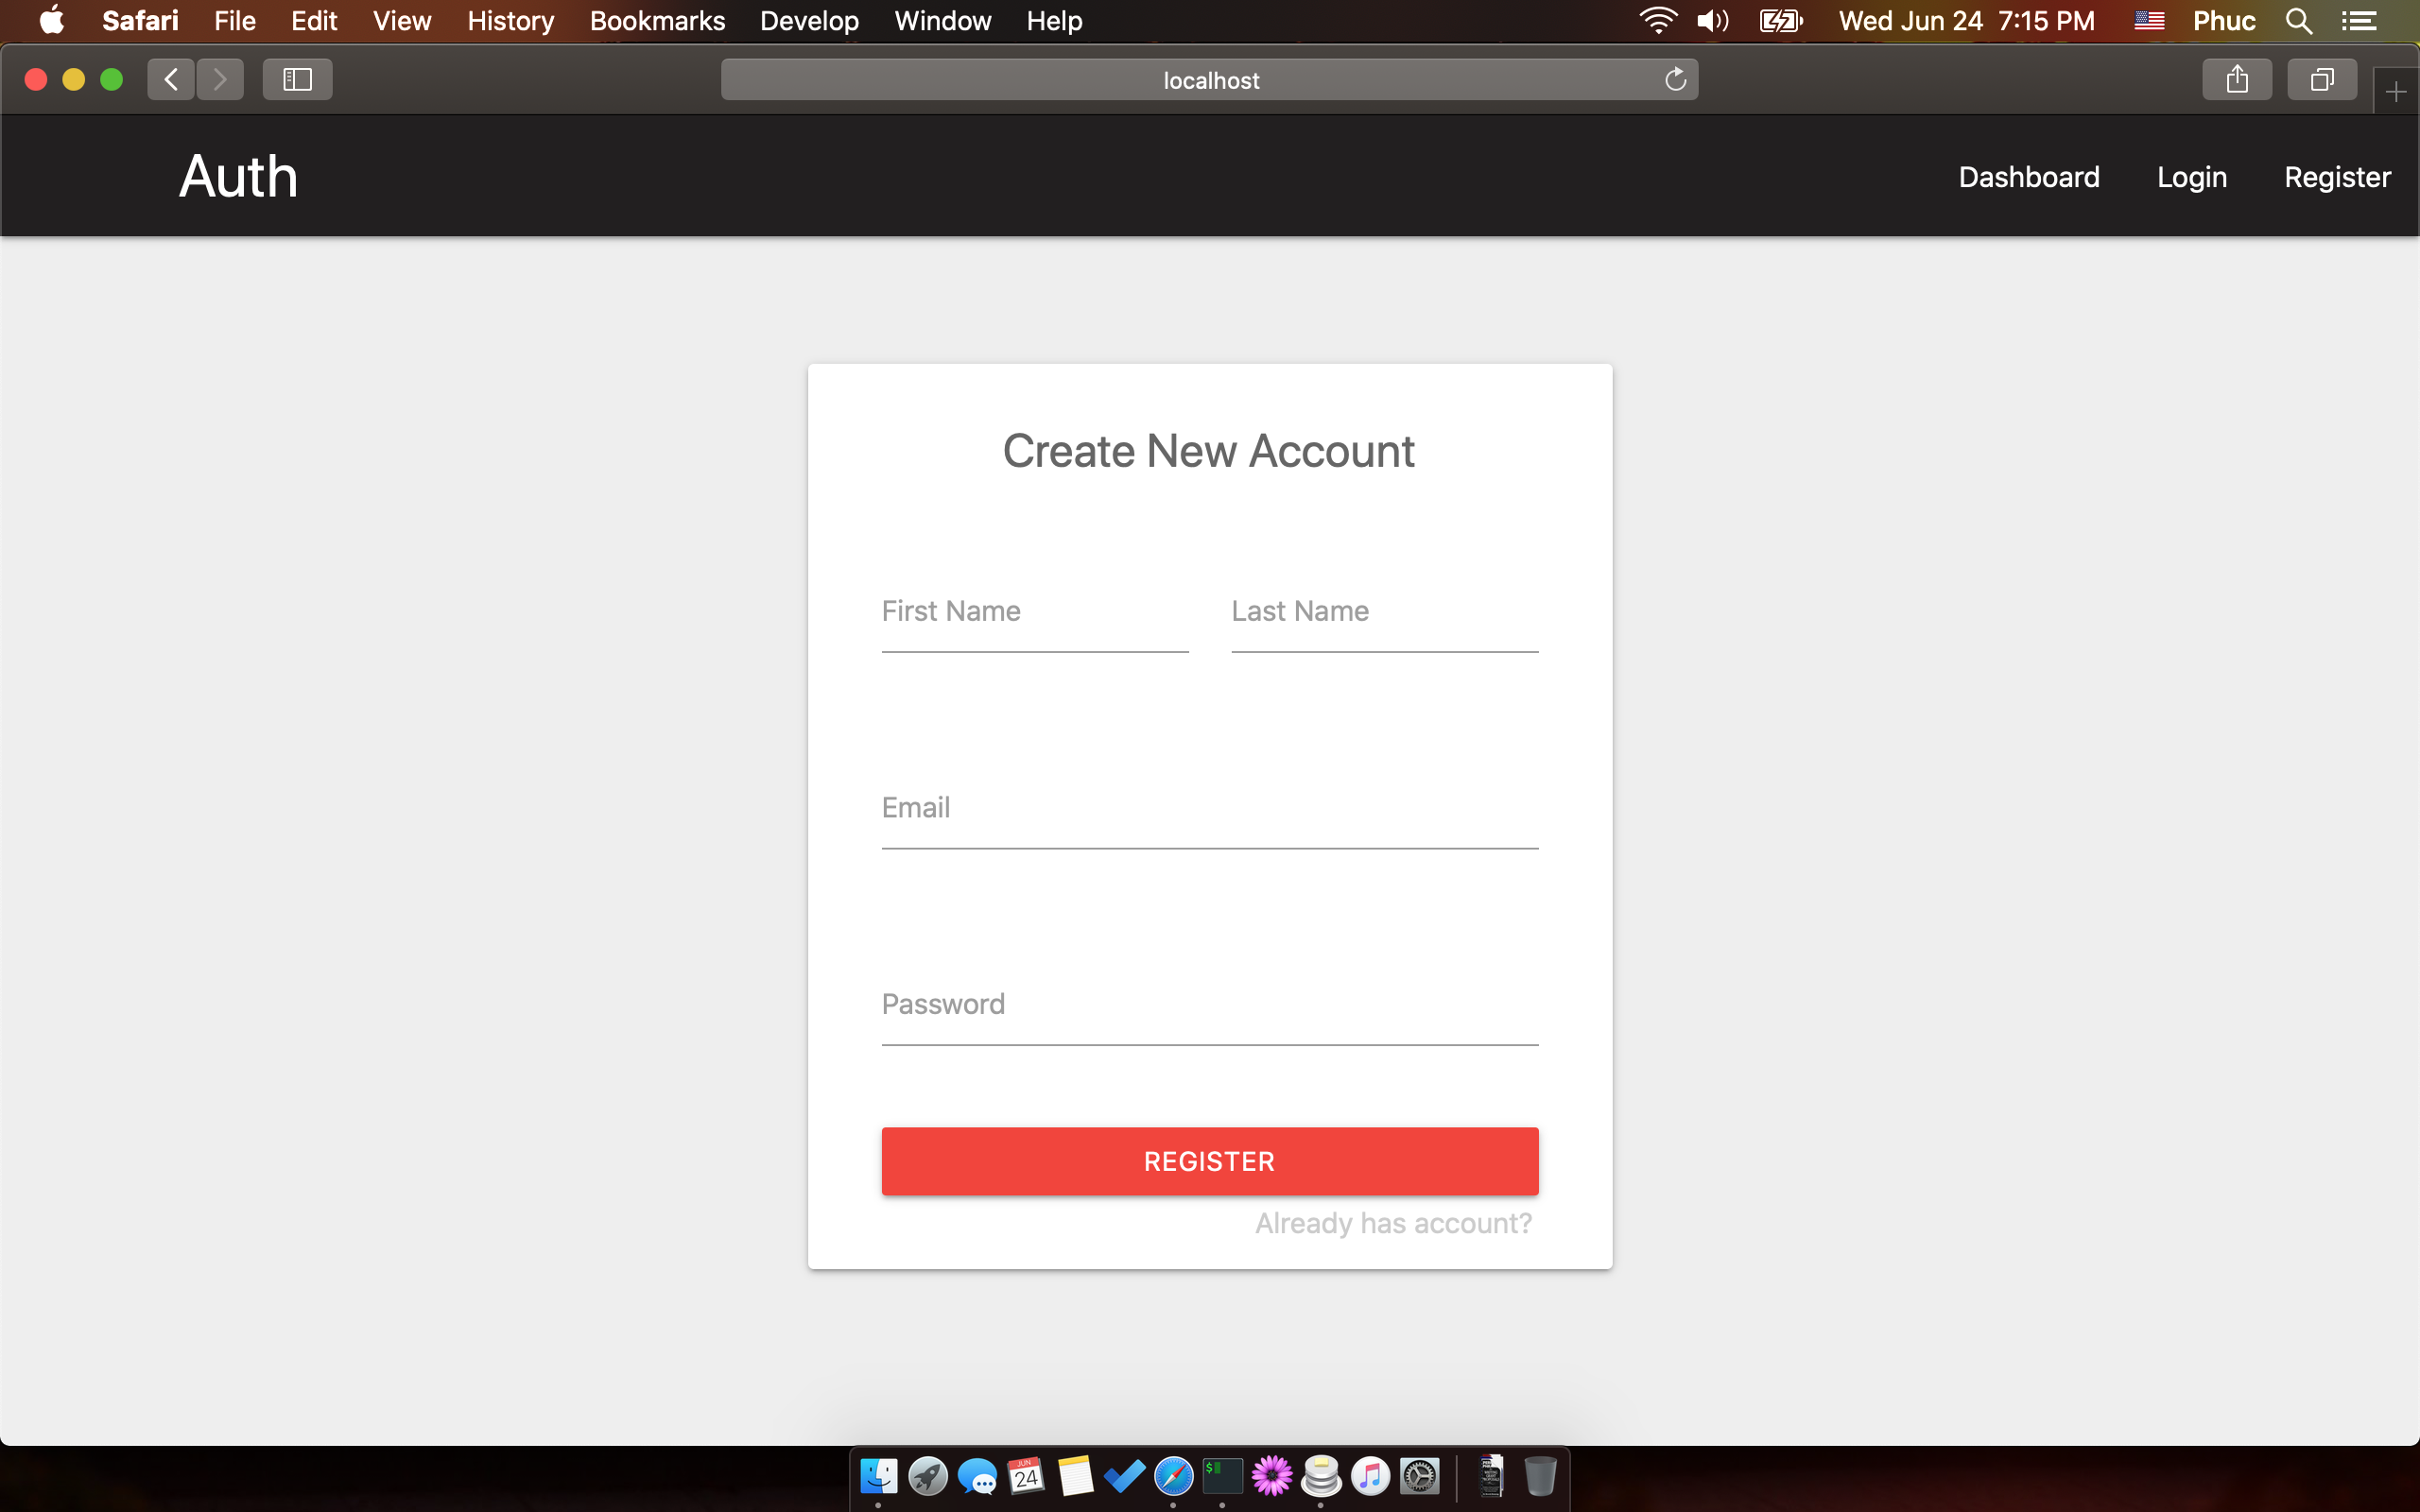 Safari File Edit View History Bookmarks Develop Window Help Wed Jun 24 7:15 PM Phuc
localhost
Auth Dashboard Login Register
Create New Account
First Name Last Name
Email
Password
REGISTER
Already has account?
JUN
24
$